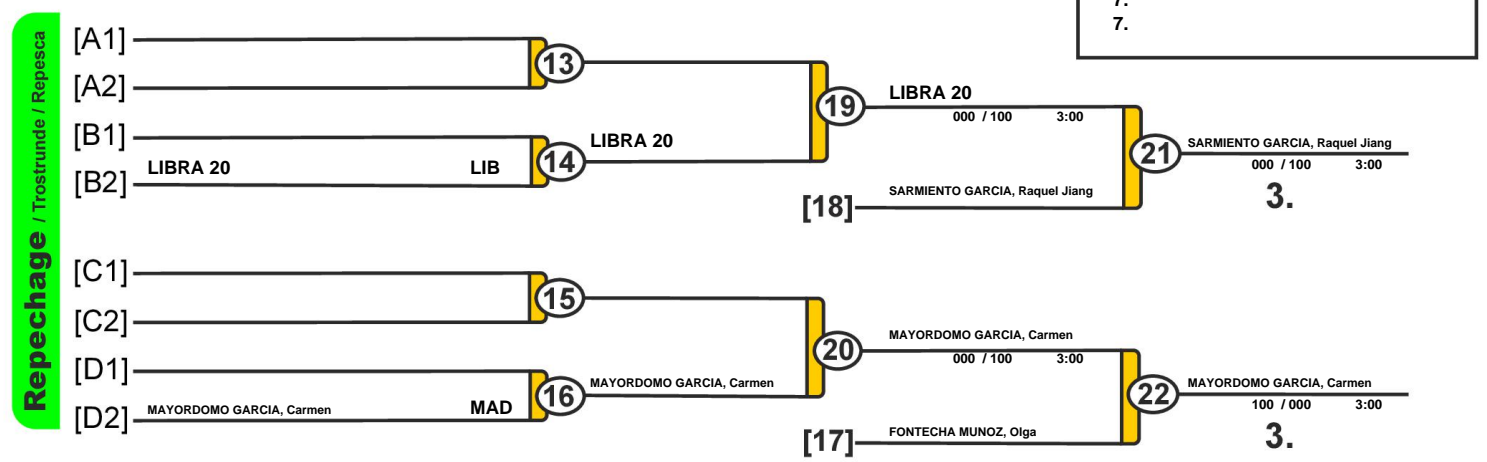 7.
7.
Repechage / Trostrunde / Repesca
[A1]
13
[A2]
19
LIBRA 20
000 / 100 3:00
[B1]
14
LIBRA 20
21
SARMIENTO GARCIA, Raquel Jiang
000 / 100 3:00
3.
[B2]
LIBRA 20 LIB
[18]
SARMIENTO GARCIA, Raquel Jiang
[C1]
15
[C2]
20
MAYORDOMO GARCIA, Carmen
000 / 100 3:00
[D1]
16
MAYORDOMO GARCIA, Carmen
22
MAYORDOMO GARCIA, Carmen
100 / 000 3:00
3.
[D2]
MAYORDOMO GARCIA, Carmen MAD
[17]
FONTECHA MUNOZ, Olga